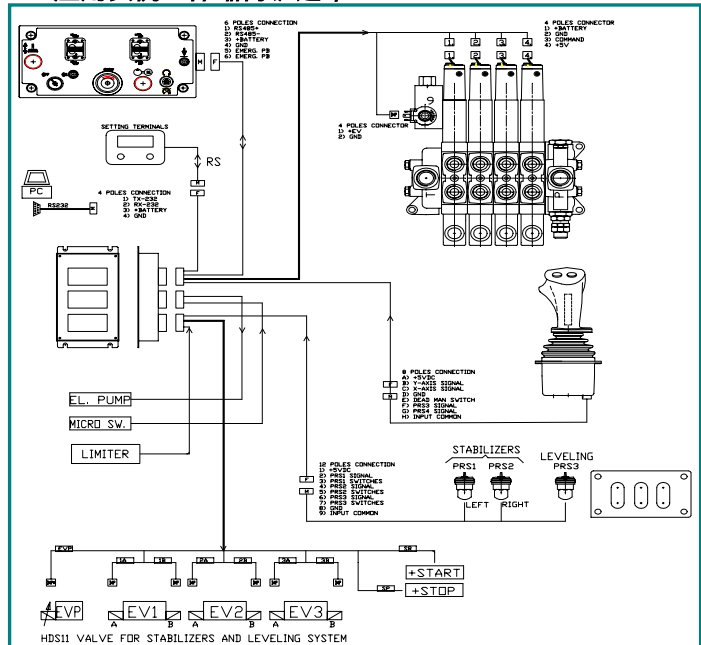 6 POLES CONNECTION
1) RS485+
2) RS485-
3) +BATTERY
4) GND
5) EMERG. PB
6) EMERG. PB
M F
4 POLES CONNECTOR
1) +BATTERY
2) GND
3) COMMAND
4) +5V
1 2 3 4
1 2 3 4
9
4 POLES CONNECTOR
1) +EV
2) GND
SETTING TERMINALS
RS
PC
RS232
4 POLES CONNECTION
1) TX-232
2) RX-232
3) +BATTERY
4) GND
M
F
T
P
8 POLES CONNECTION
A) +5VDC
B) Y-AXIS SIGNAL
C) X-AXIS SIGNAL
D) GND
E) DEAD MAN SWITCH
F) PRS3 SIGNAL
G) PRS4 SIGNAL
H) INPUT COMMON
F
M
EL. PUMP
MICRO SW.
LIMITER
12 POLES CONNECTION
1) +5VDC
2) PRS1 SIGNAL
3) PRS1 SWITCHES
4) PRS2 SIGNAL
5) PRS2 SWITCHES
6) PRS3 SIGNAL
7) PRS3 SWITCHES
8) GND
9) INPUT COMMON
F
M
STABILIZERS
PRS1 PRS2
LEFT RIGHT
LEVELING
PRS3
EVP
1A 1B 2A 2B 3A 3B
SB
SP
+START
+STOP
EVP EV1 EV2 EV3
A B A B A B
HDS11 VALVE FOR STABILIZERS AND LEVELING SYSTEM